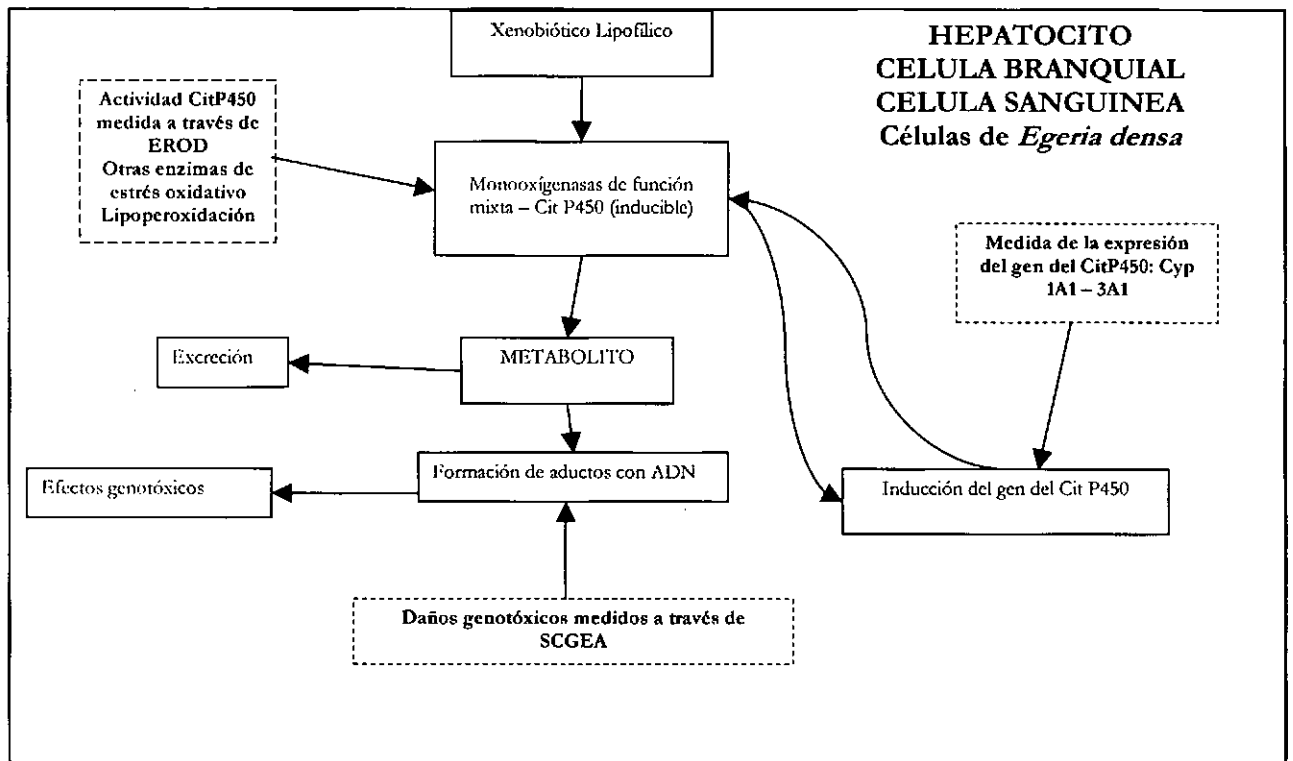 Xenobiótico Lipofílico
HEPATOCITO
CELULA BRANQUIAL
CELULA SANGUINEA
Células de Egeria densa
Actividad CitP450
medida a través de
EROD
Otras enzimas de
estrés oxidativo
Lipoperoxidación
Monooxígenasas de función
mixta – Cit P450 (inducible)
Medida de la expresión
del gen del CitP450: Cyp
1A1 – 3A1
Excreción
METABOLITO
Formación de aductos con ADN
Efectos genotóxicos
Inducción del gen del Cit P450
Daños genotóxicos medidos a través de
SCGEA